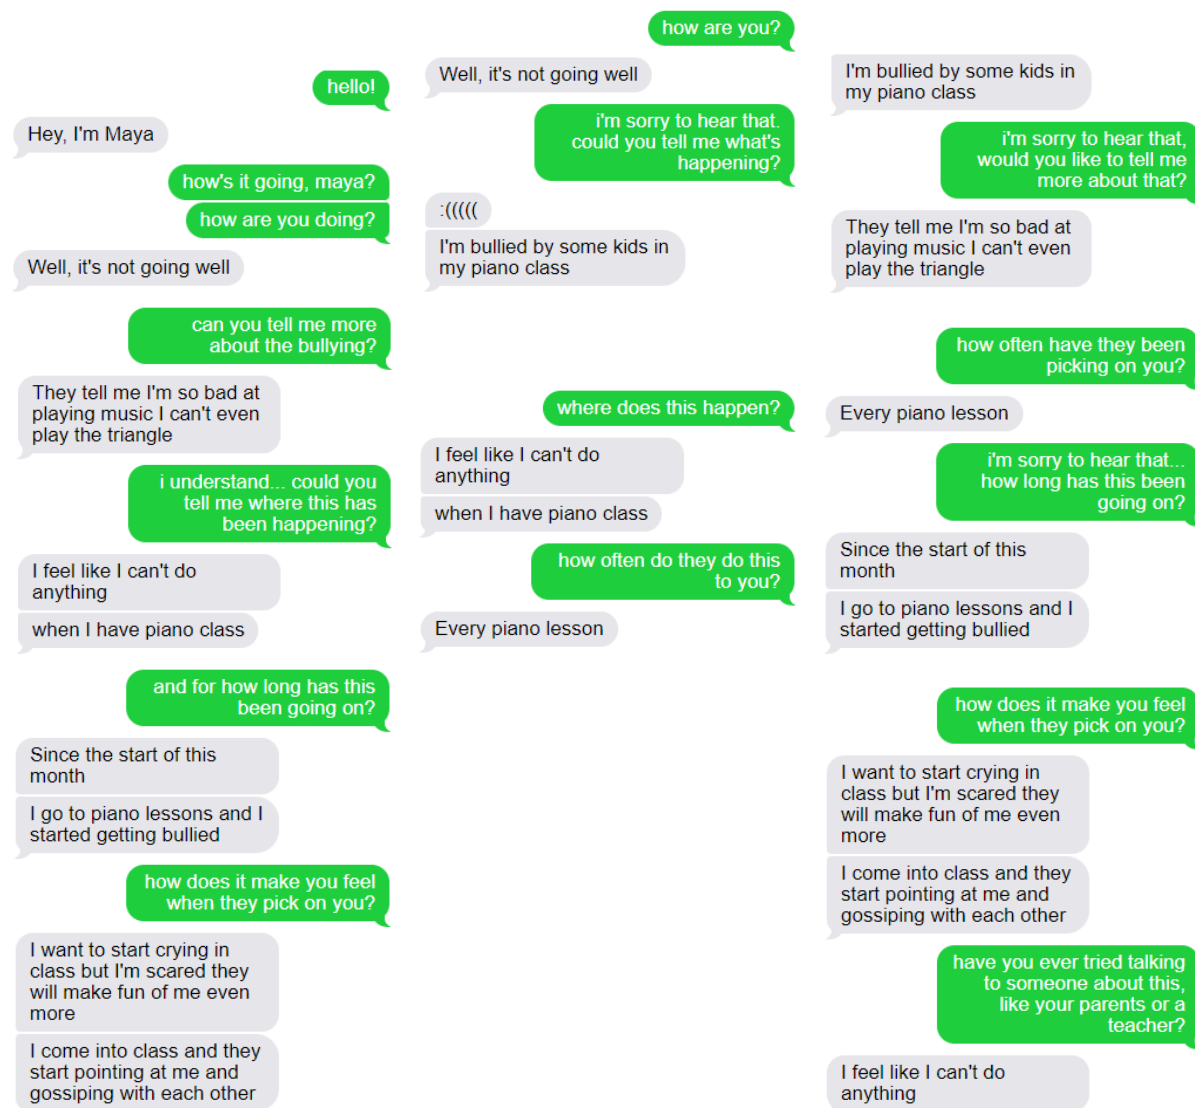 hello!
Hey, I'm Maya
how's it going, maya?
how are you doing?
Well, it's not going well
can you tell me more
about the bullying?
They tell me I'm so bad at
playing music I can't even
play the triangle
i understand... could you
tell me where this has
been happening?
I feel like I can't do
anything
when I have piano class
and for how long has this
been going on?
Since the start of this
month
I go to piano lessons and I
started getting bullied
how does it make you feel
when they pick on you?
I want to start crying in
class but I'm scared they
will make fun of me even
more
I come into class and they
start pointing at me and
gossiping with each other
how are you?
Well, it's not going well
i'm sorry to hear that.
could you tell me what's
happening?
:(((((
I'm bullied by some kids in
my piano class
where does this happen?
I feel like I can't do
anything
when I have piano class
how often do they do this
to you?
Every piano lesson
I'm bullied by some kids in
my piano class
i'm sorry to hear that,
would you like to tell me
more about that?
They tell me I'm so bad at
playing music I can't even
play the triangle
how often have they been
picking on you?
Every piano lesson
i'm sorry to hear that...
how long has this been
going on?
Since the start of this
month
I go to piano lessons and I
started getting bullied
how does it make you feel
when they pick on you?
I want to start crying in
class but I'm scared they
will make fun of me even
more
I come into class and they
start pointing at me and
gossiping with each other
have you ever tried talking
to someone about this,
like your parents or a
teacher?
I feel like I can't do
anything